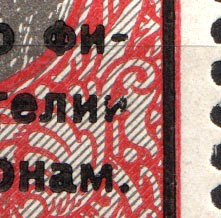 о фи-
тели
онам.